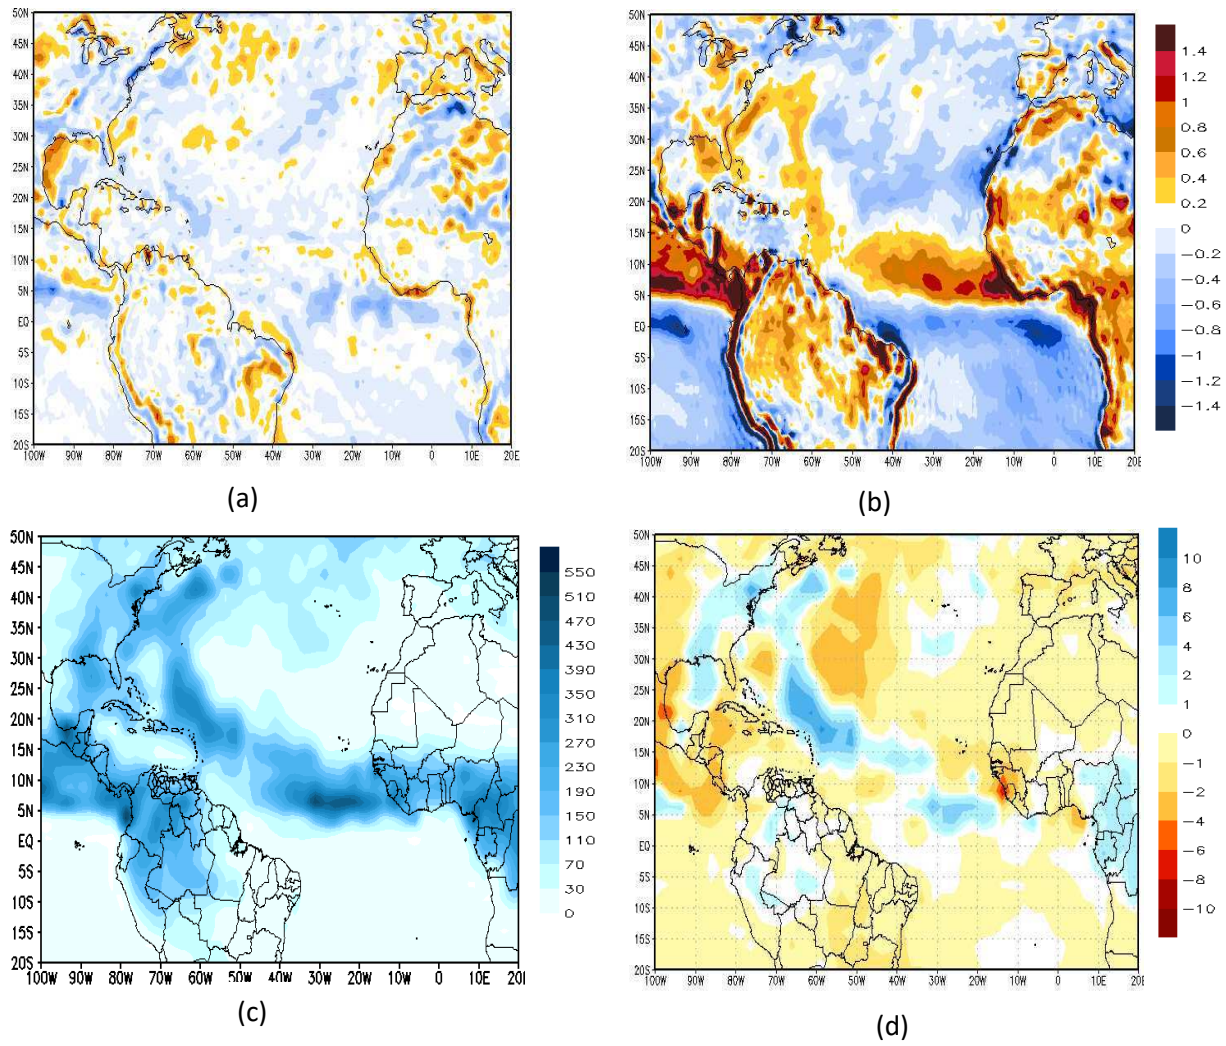 50N
45N
40N
35N
30N
25N
20N
15N
10N
5N
EQ
5S
10S
15S
20S
100W 90W 80W 70W 60W 50W 40W 30W 20W 10W 0 10E 20E
(a)
50N
45N
40N
35N
30N
25N
20N
15N
10N
5N
EQ
5S
10S
15S
20S
100W 90W 80W 70W 60W 50W 40W 30W 20W 10W 0 10E 20E
1.4
1.2
1
0.8
0.6
0.4
0.2
0
−0.2
−0.4
−0.6
−0.8
−1
−1.2
−1.4
(b)
50N
45N
40N
35N
30N
25N
20N
15N
10N
5N
EQ
5S
10S
15S
20S
100W 90W 80W 70W 60W 50W 40W 30W 20W 10W 0 10E 20E
550
510
470
430
390
350
310
270
230
190
150
110
70
30
0
(c)
50N
45N
40N
35N
30N
25N
20N
15N
10N
5N
EQ
5S
10S
15S
20S
100W 90W 80W 70W 60W 50W 40W 30W 20W 10W 0 10E 20E
10
8
6
4
2
1
0
−1
−2
−4
−6
−8
−10
(d)